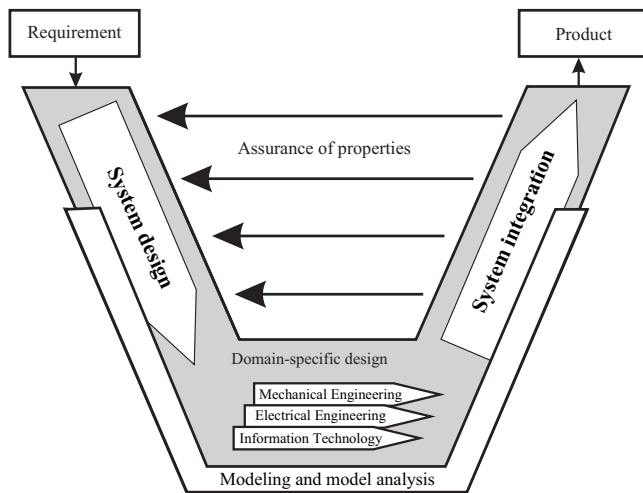 Requirement
Product
Assurance of properties
System design
System integration
Domain-specific design
Mechanical Engineering
Electrical Engineering
Information Technology
Modeling and model analysis